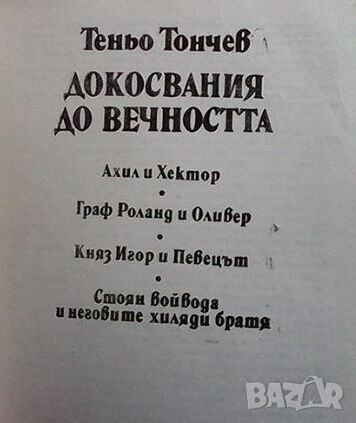 Теньо Тончев
ДОКОСВАНИЯ
ДО ВЕЧНОСТТА
Ахил и Хектор
•
Граф Роланд и Оливер
•
Княз Игор и Певецът
•
Стоян войвода
и неговите хиляди братя
BAZAR